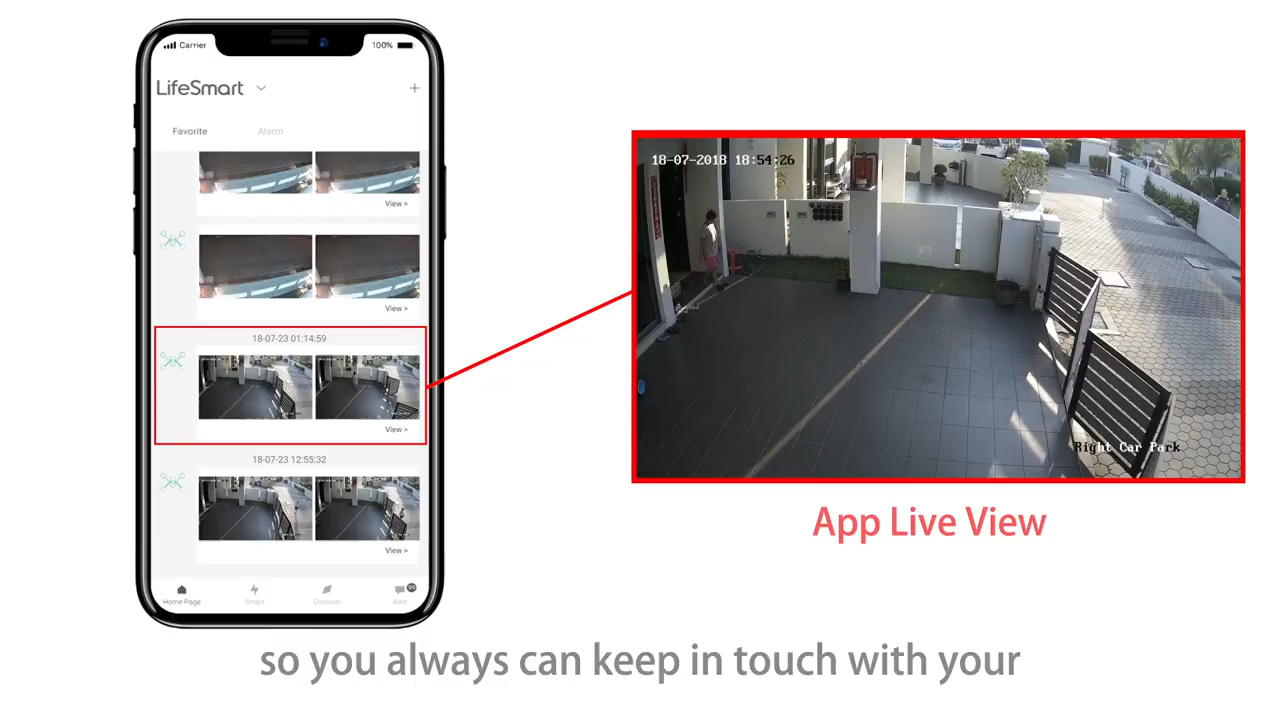 Carrier
100%
LifeSmart
Favorite
Alarm
View >
View >
18-07-23 01:14:59
View >
18-07-23 12:55:32
View >
Home Page
Smart
Discover
Alert
99
18-07-2018 18:54:26
Right Car Park
App Live View
so you always can keep in touch with your